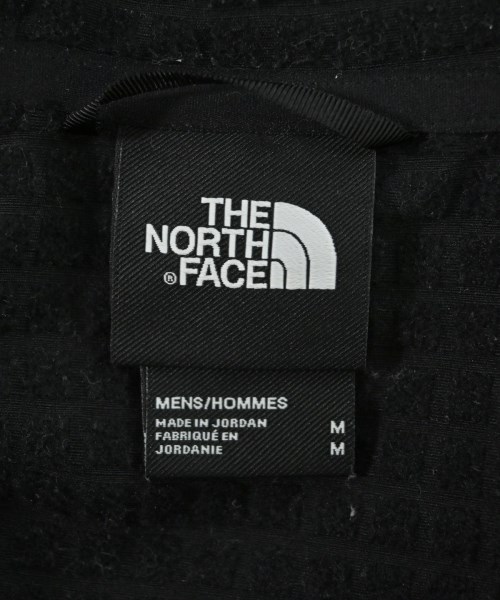 THE
NORTH
® FACE
MENS/HOMMES
MADE IN JORDAN M
FABRIQUÉ EN
JORDANIE M